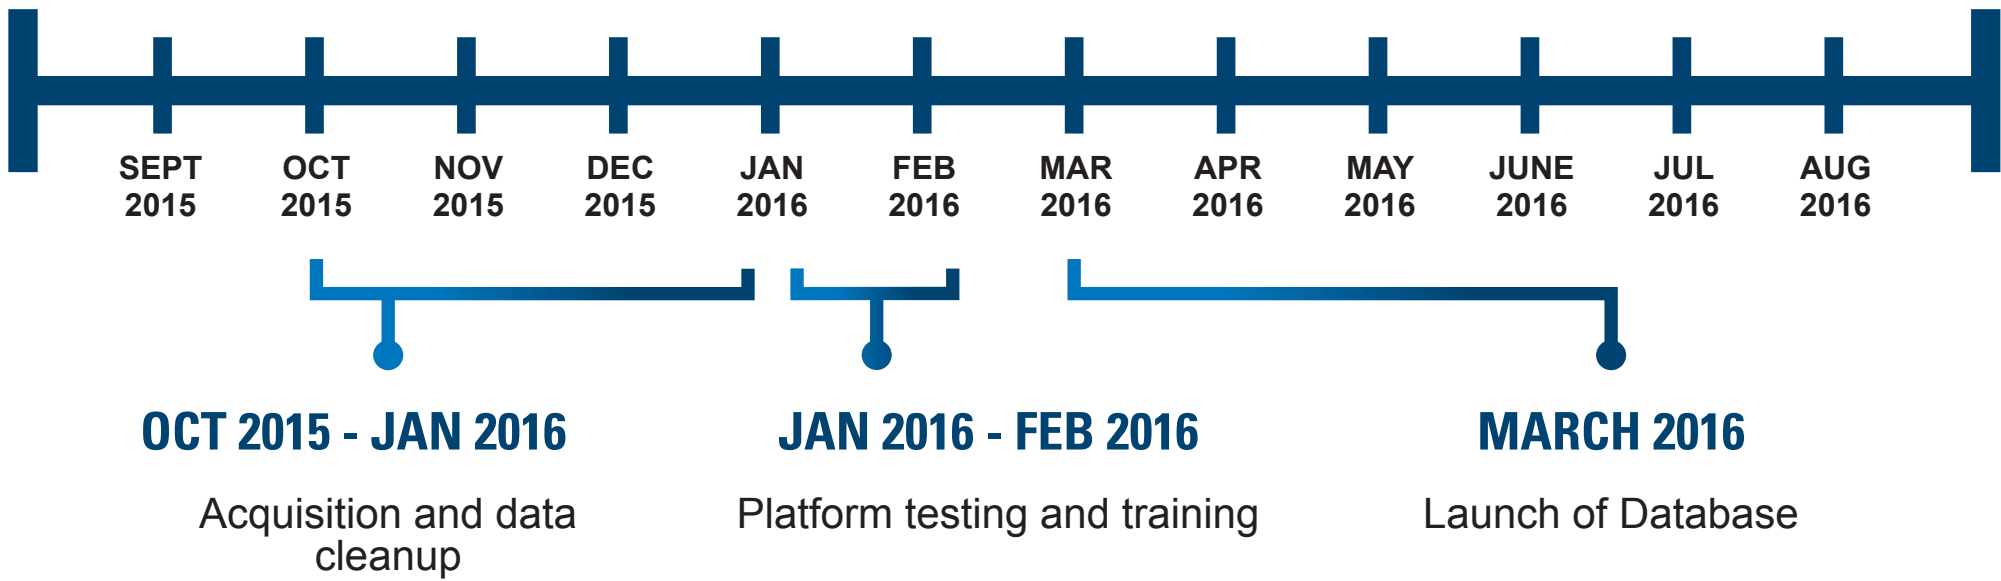 SEPT OCT NOV DEC JAN FEB MAR APR MAY JUNE JUL AUG
2015 2015 2015 2015 2016 2016 2016 2016 2016 2016 2016 2016
OCT 2015 - JAN 2016
Acquisition and data
cleanup
JAN 2016 - FEB 2016
Platform testing and training
MARCH 2016
Launch of Database